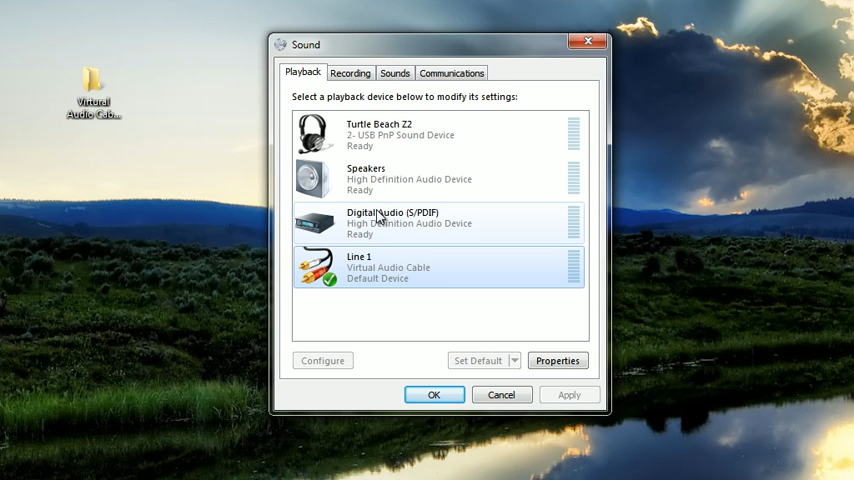 Virtural
Audio Cab...
Sound
Playback
Recording
Sounds
Communications
Select a playback device below to modify its settings:
Turtle Beach Z2
2- USB PnP Sound Device
Ready
Speakers
High Definition Audio Device
Ready
Digital Audio (S/PDIF)
High Definition Audio Device
Ready
Line 1
Virtual Audio Cable
Default Device
Configure
Set Default
Properties
OK
Cancel
Apply